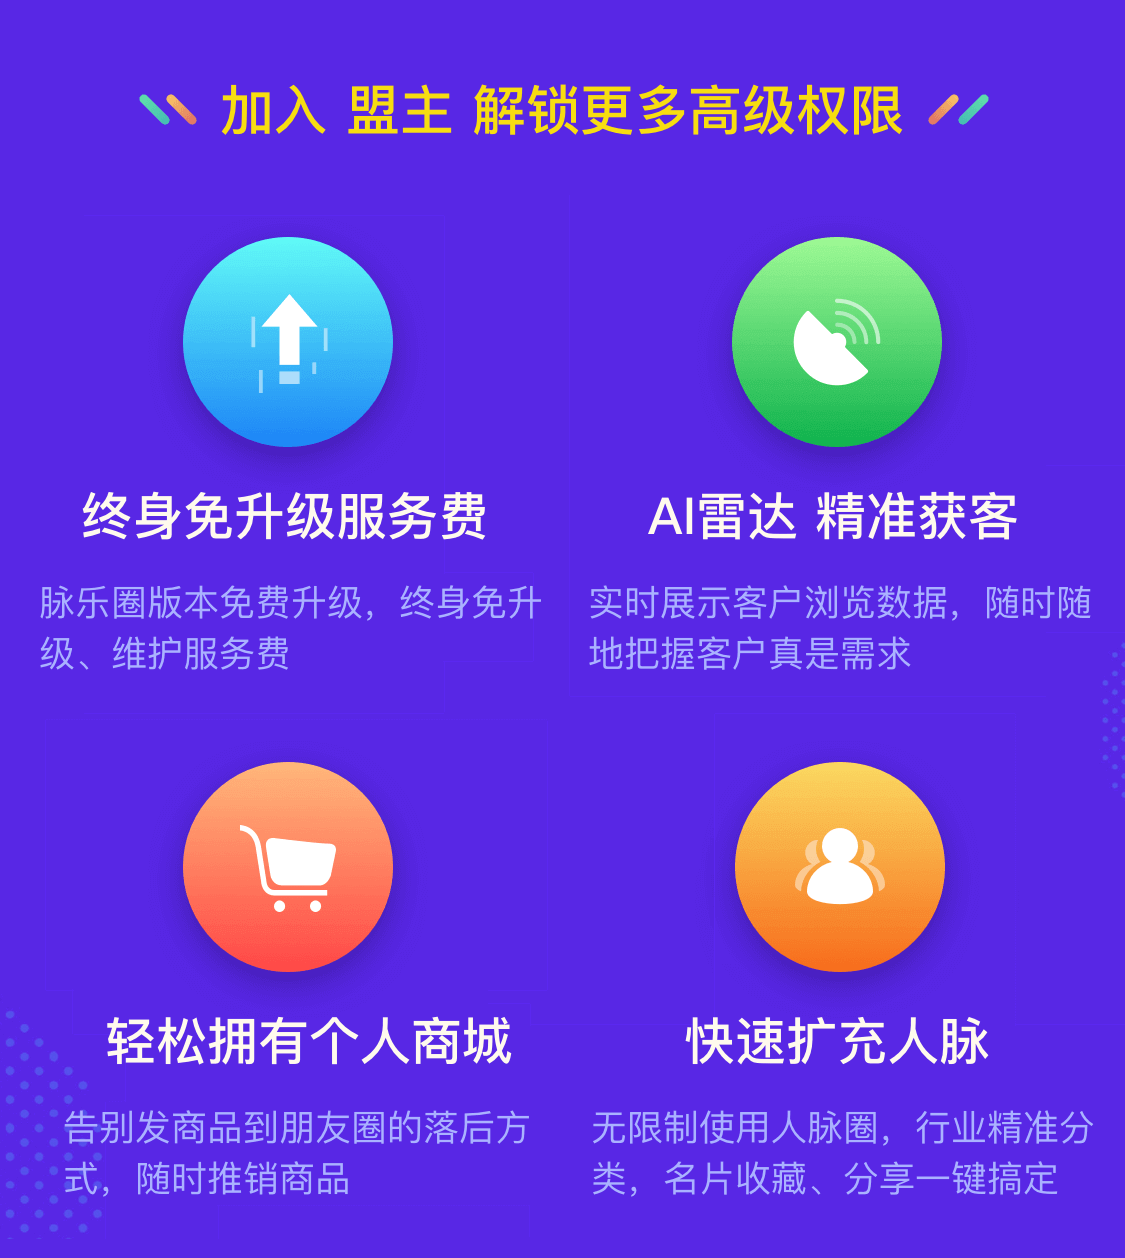 加入 盟主 解锁更多高级权限
终身免升级服务费
脉乐圈版本免费升级，终身免升
级、维护服务费
AI雷达 精准获客
实时展示客户浏览数据，随时随
地把握客户真是需求
轻松拥有个人商城
告别发商品到朋友圈的落后方
式，随时推销商品
快速扩充人脉
无限制使用人脉圈，行业精准分
类，名片收藏、分享一键搞定